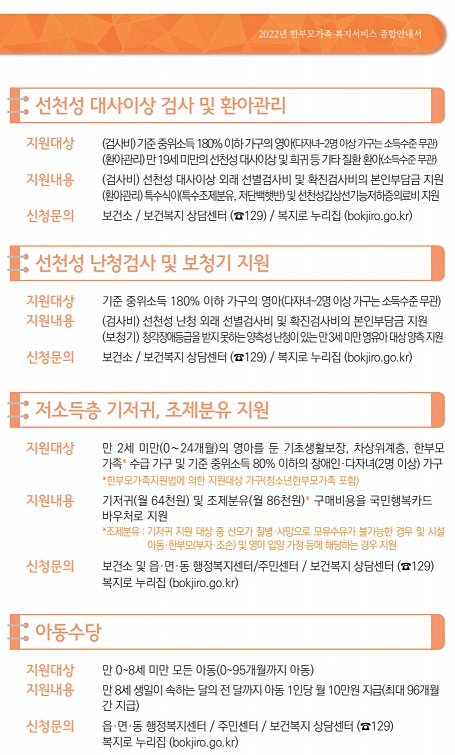 2022년 한부모가족 복지서비스 종합안내서
선천성 대사이상 검사 및 환아관리
지원대상 (검사비) 기준 중위소득 180% 이하 가구의 영아(다자녀-2명 이상 가구는 소득수준 무관)
(환아관리) 만 19세 미만의 선천성 대사이상 및 희귀 등 기타 질환 환아(소득수준 무관)
지원내용 (검사비) 선천성 대사이상 외래 선별검사비 및 확진검사비의 본인부담금 지원
(환아관리) 특수식이(특수조제분유, 저단백햇반) 및 선천성갑상선기능저하증의료비 지원
신청문의 보건소 / 보건복지 상담센터 (☎129) / 복지로 누리집 (bokjiro.go.kr)
선천성 난청검사 및 보청기 지원
지원대상 기준 중위소득 180% 이하 가구의 영아(다자녀-2명 이상 가구는 소득수준 무관)
지원내용 (검사비) 선천성 난청 외래 선별검사비 및 확진검사비의 본인부담금 지원
(보청기) 청각장애등급을 받지 못하는 양측성 난청이 있는 만 3세 미만 영유아 대상 양측 지원
신청문의 보건소 / 보건복지 상담센터 (☎129) / 복지로 누리집 (bokjiro.go.kr)
저소득층 기저귀, 조제분유 지원
지원대상 만 2세 미만(0~24개월)의 영아를 둔 기초생활보장, 차상위계층, 한부모
가족* 수급 가구 및 기준 중위소득 80% 이하의 장애인·다자녀(2명 이상) 가구
*한부모가족지원법에 의한 지원대상 가구(청소년한부모가족 포함)
지원내용 기저귀(월 64천원) 및 조제분유(월 86천원)* 구매비용을 국민행복카드
바우처로 지원
*조제분유 : 기저귀 지원 대상 중 산모가 질병·사망으로 모유수유가 불가능한 경우 및 시설
아동·한부모(부자·조손) 및 영아 입양 가정 등에 해당하는 경우 지원
신청문의 보건소 및 읍·면·동 행정복지센터/주민센터 / 보건복지 상담센터 (☎129)
복지로 누리집 (bokjiro.go.kr)
아동수당
지원대상 만 0~8세 미만 모든 아동(0~95개월까지 아동)
지원내용 만 8세 생일이 속하는 달의 전 달까지 아동 1인당 월 10만원 지급(최대 96개월
간 지급)
신청문의 읍·면·동 행정복지센터 / 주민센터 / 보건복지 상담센터 (☎129)
복지로 누리집 (bokjiro.go.kr)